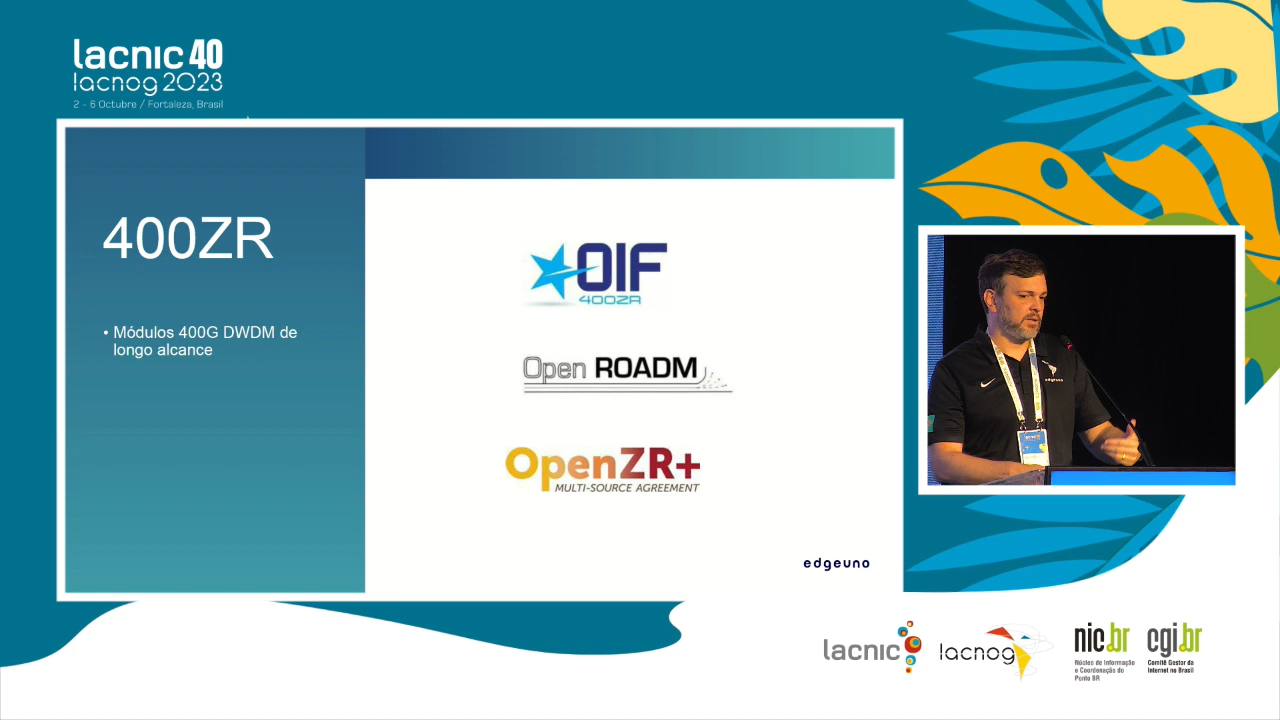 lacnic 40
lacnog 2023
2 - 6 Octubre / Fortaleza, Brasil
400ZR
• Módulos 400G DWDM de
longo alcance
OIF
400ZR
Open ROADM
OpenZR+
MULTI-SOURCE AGREEMENT
edgeuno
edgeuno
lacnic
lacnog
nic.br
Núcleo de Informação
e Coordenação do
Ponto BR
cgi.br
Comitê Gestor da
Internet no Brasil